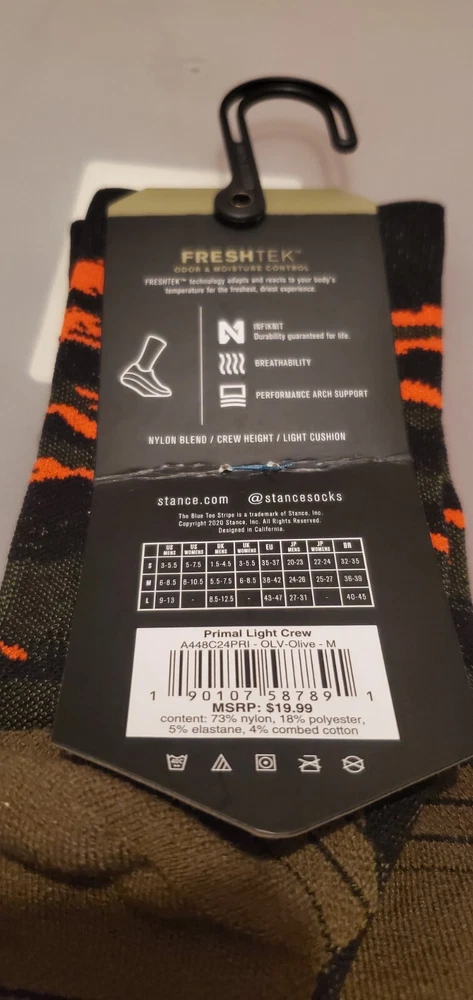 FRESHTEK™
ODOR & MOISTURE CONTROL
FRESHTEK™ technology adapts and reacts to your body's
temperature for the freshest, driest experience.
INFIKNIT
Durability guaranteed for life.
BREATHABILITY
PERFORMANCE ARCH SUPPORT
NYLON BLEND / CREW HEIGHT / LIGHT CUSHION
stance.com @stancesocks
The Blue Toe Stripe is a trademark of Stance, Inc.
Copyright 2020 Stance, Inc. All Rights Reserved.
Designed in California.
US MENS US WOMENS UK MENS UK WOMENS EU JP MENS JP WOMENS BR
S 3-5.5 5-7.5 1.5-4.5 3-5.5 35-37 20-23 22-24 32-35
M 6-8.5 8-10.5 5.5-7.5 6-8.5 38-42 24-26 25-27 36-39
L 9-13 - 8.5-12.5 - 43-47 27-31 - 40-45
Primal Light Crew
A448C24PRI - OLV-Olive - M
1 90107 58789 1
MSRP: $19.99
content: 73% nylon, 18% polyester,
5% elastane, 4% combed cotton